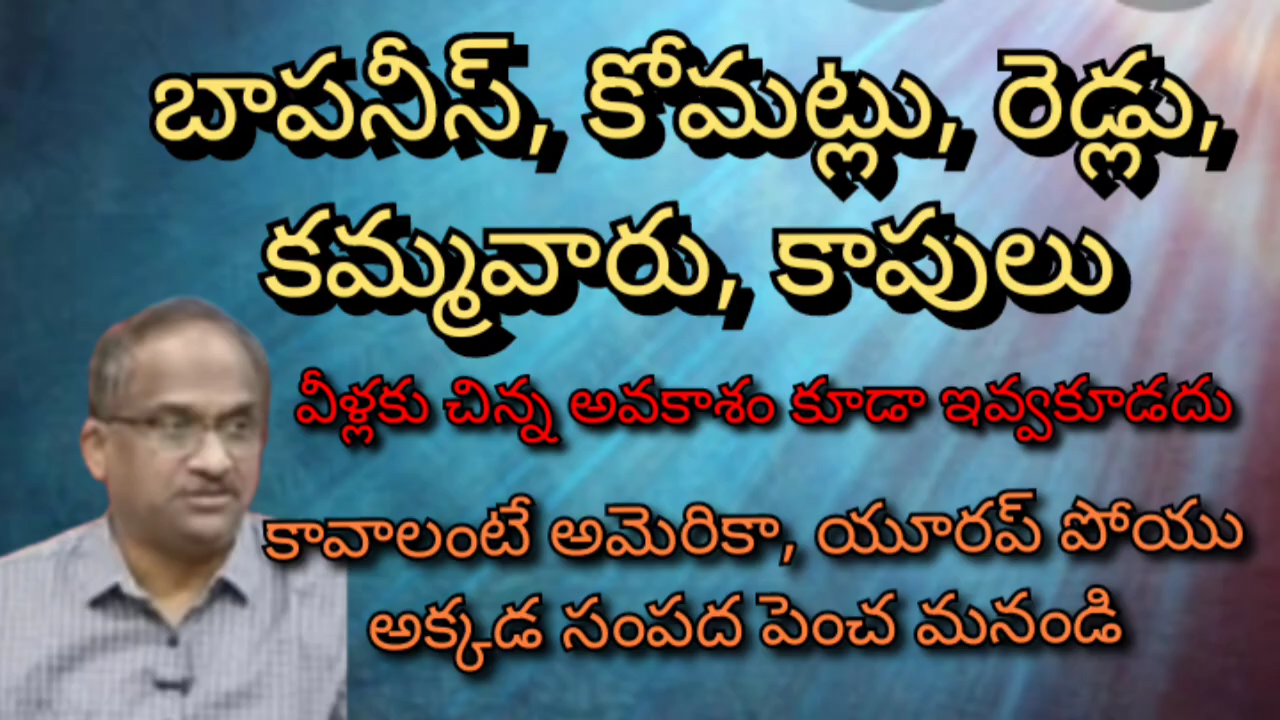 బాపనీస్, కోమట్లు, రెడ్లు,
కమ్మవారు, కాపులు
వీళ్లకు చిన్న అవకాశం కూడా ఇవ్వకూడదు
కావాలంటే అమెరికా, యూరప్ పోయు
అక్కడ సంపద పెంచ మనండి